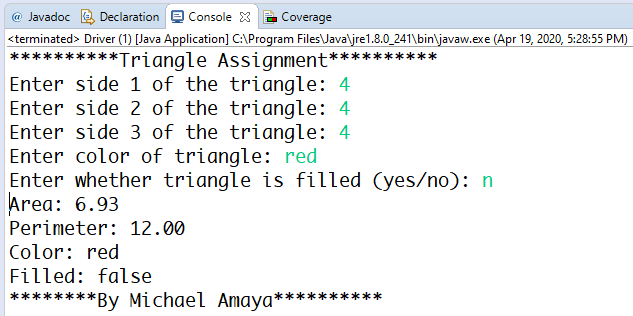 @ Javadoc Declaration Console Coverage
<terminated> Driver (1) [Java Application] C:\Program Files\Java\jre1.8.0_241\bin\javaw.exe (Apr 19, 2020, 5:28:55 PM)
**********Triangle Assignment**********
Enter side 1 of the triangle: 4
Enter side 2 of the triangle: 4
Enter side 3 of the triangle: 4
Enter color of triangle: red
Enter whether triangle is filled (yes/no): n
Area: 6.93
Perimeter: 12.00
Color: red
Filled: false
********By Michael Amaya**********